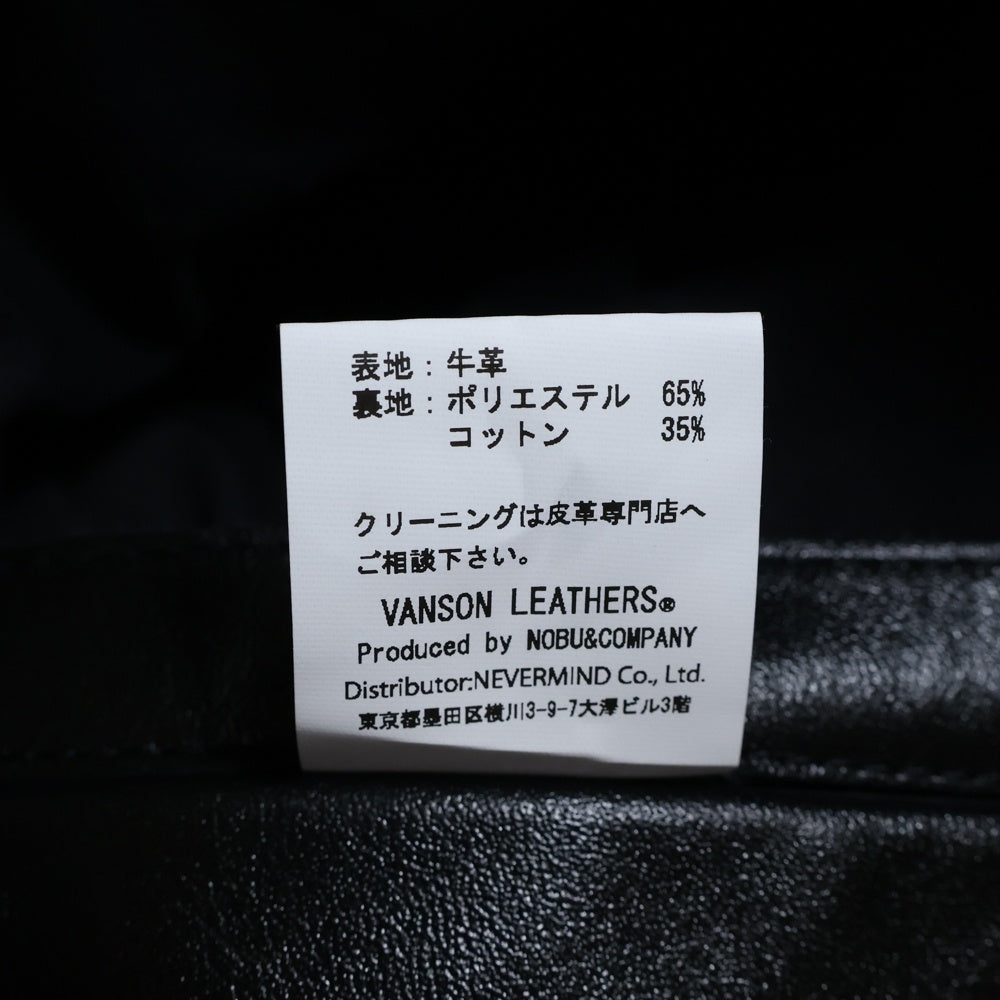 表地：牛革
裏地：ポリエステル 65%
コットン 35%
クリーニングは皮革専門店へ
ご相談下さい。
VANSON LEATHERS®
Produced by NOBU&COMPANY
Distributor:NEVERMIND Co., Ltd.
東京都墨田区横川3-9-7大澤ビル3階